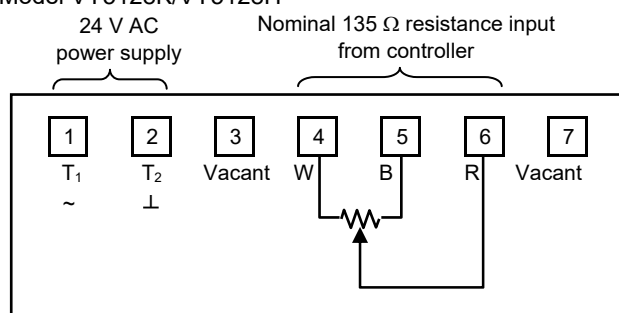 24 V AC
power supply
Nominal 135 Ω resistance input
from controller
1 2 3 4 5 6 7
T₁ T₂ Vacant W B R Vacant
~ ⊥